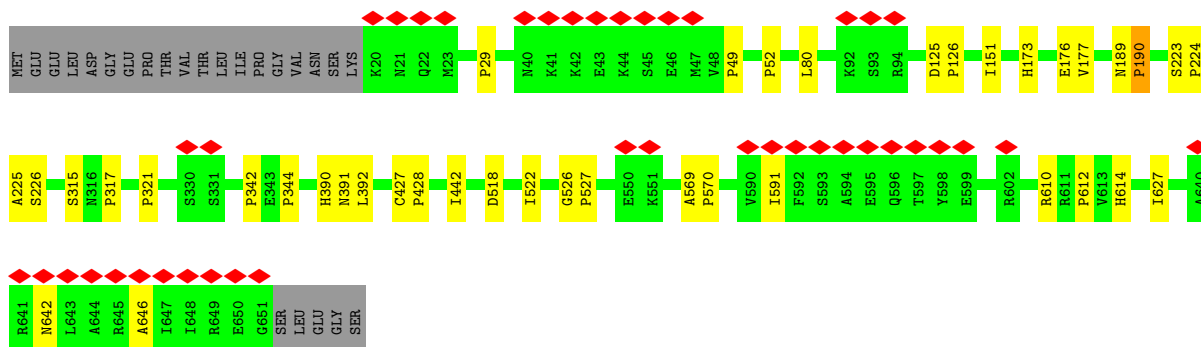 MET GLU GLU LEU ASP GLY GLU PRO THR VAL THR LEU ILE PRO GLY VAL ASN SER LYS K20 N21 Q22 M23 P29 N40 K41 K42 E43 K44 S45 E46 M47 V48 P49 P52 L80 K92 S93 R94 D125 P126 I151 H173 E176 V177 N189 P190 S223 P224
A225 S226 S315 N316 P317 P321 S330 S331 P342 E343 P344 H390 N391 L392 C427 P428 I442 D518 I522 G526 P527 E550 K551 A569 P570 V590 I591 F592 S593 A594 E595 Q596 T597 Y598 E599 R602 R610 R611 P612 V613 H614 I627 A640
R641 N642 L643 A644 R645 A646 I647 I648 R649 E650 G651 SER LEU GLU GLY SER